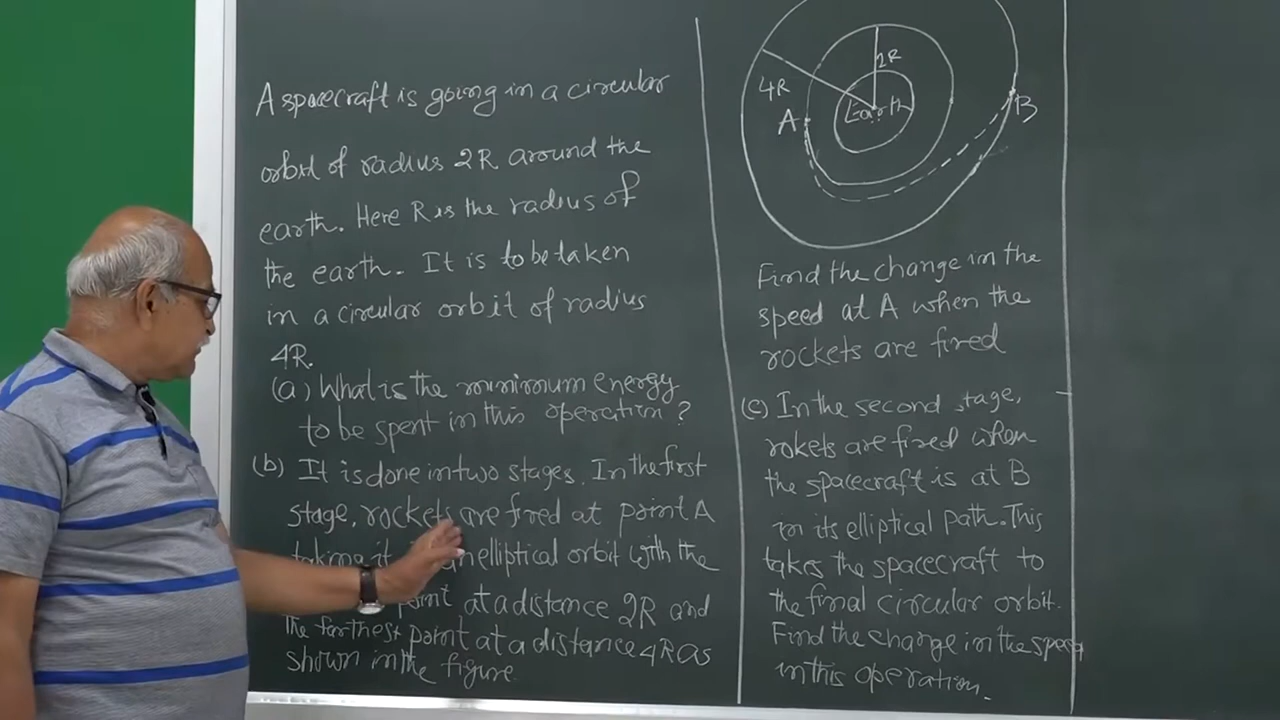 A spacecraft is going in a circular
orbit of radius 2R around the
earth. Here R is the radius of
the earth. It is to be taken
in a circular orbit of radius
4R.
(a) What is the minimum energy
to be spent in this operation?
(b) It is done in two stages. In the first
stage, rockets are fired at point A
taking it elliptical orbit with the
point at a distance 2R and
the farthest point at a distance 4R as
shown in the figure
2R
4R
Earth
A
B
Find the change in the
speed at A when the
rockets are fired
(c) In the second stage,
rokets are fired when
the spacecraft is at B
in its elliptical path. This
takes the spacecraft to
the final circular orbit.
Find the change in the speed
in this operation.